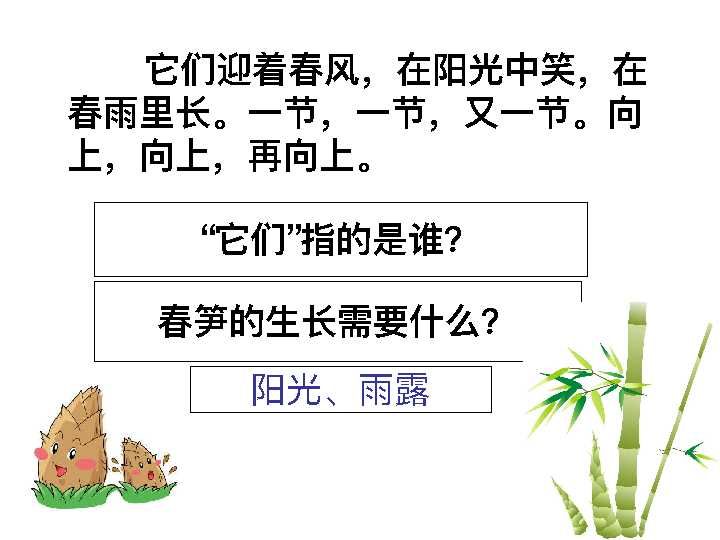 它们迎着春风，在阳光中笑，在
春雨里长。一节，一节，又一节。向
上，向上，再向上。
“它们”指的是谁？
春笋的生长需要什么？
阳光、雨露